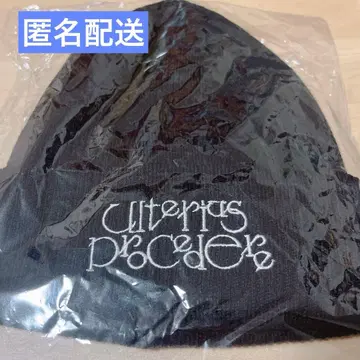 匿名配送
ulterius
procedere